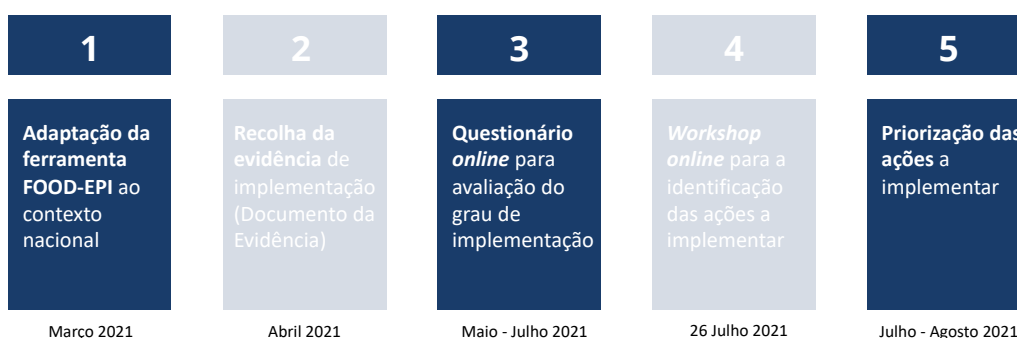 1
2
3
4
5
Adaptação da
ferramenta
FOOD-EPI ao
contexto
nacional
Recolha da
evidência de
implementação
(Documento da
Evidência)
Questionário
online para
avaliação do
grau de
implementação
Workshop
online para a
identificação
das ações a
implementar
Priorização das
ações a
implementar
Março 2021
Abril 2021
Maio - Julho 2021
26 Julho 2021
Julho - Agosto 2021